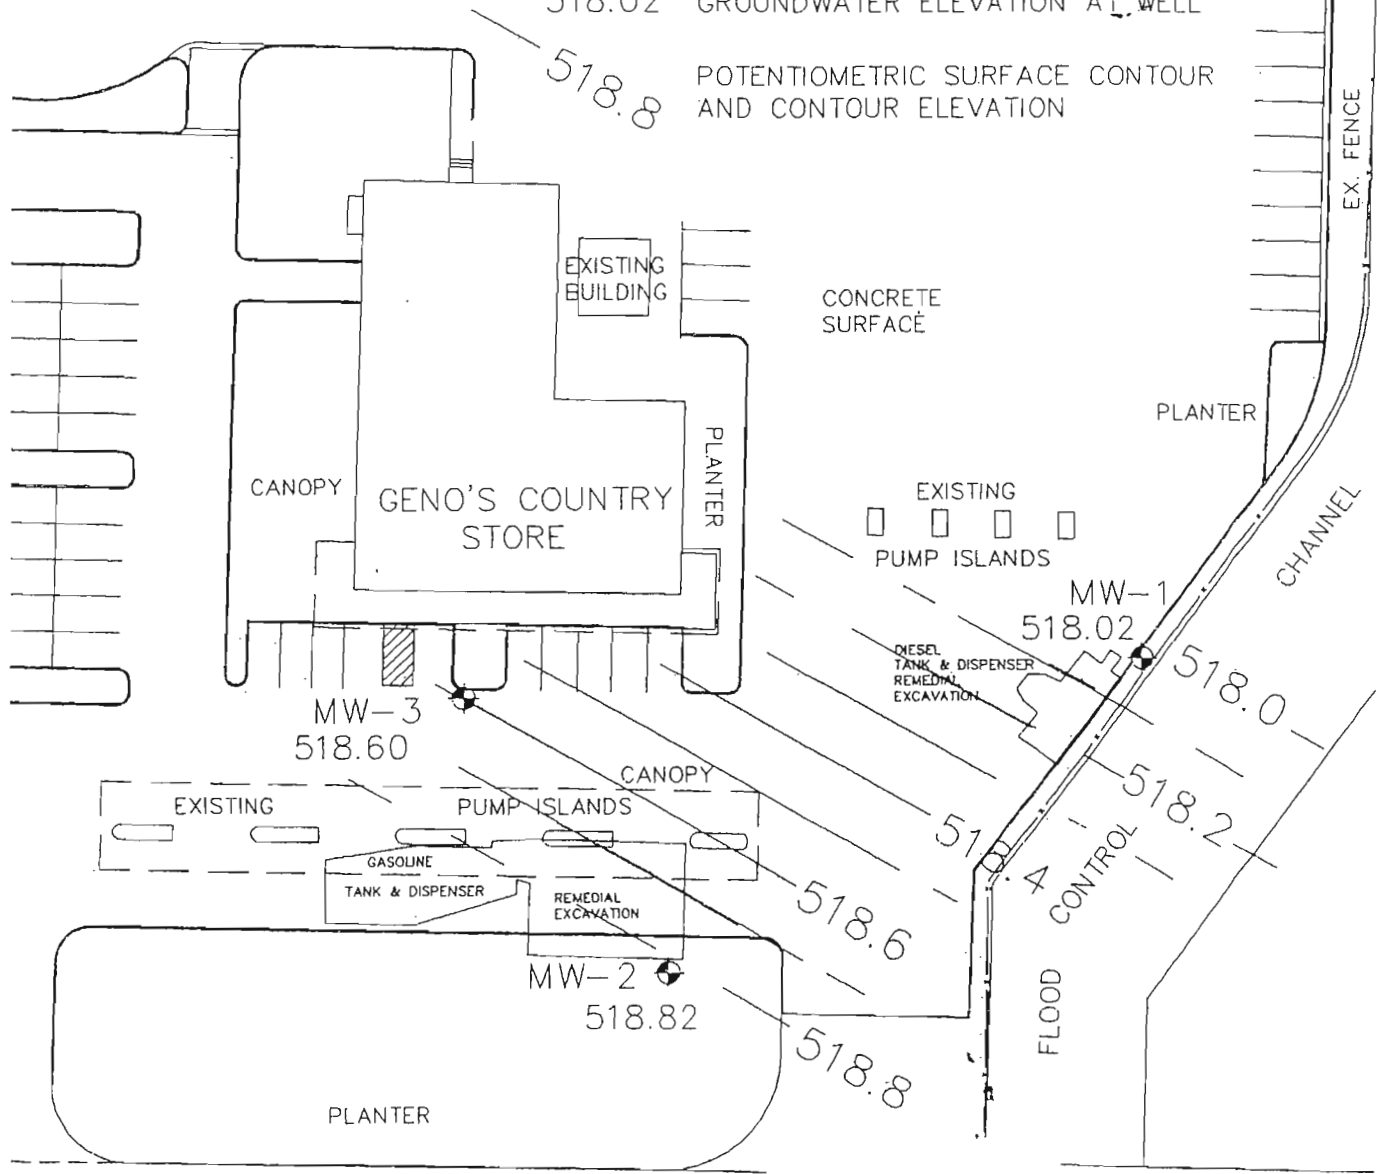 518.02 GROUNDWATER ELEVATION AT WELL
518.8
POTENTIOMETRIC SURFACE CONTOUR
AND CONTOUR ELEVATION
EX. FENCE
EXISTING
BUILDING
CONCRETE
SURFACE
PLANTER
PLANTER
CANOPY
GENO'S COUNTRY
STORE
EXISTING
PUMP ISLANDS
CHANNEL
MW-1
518.02
DIESEL
TANK & DISPENSER
REMEDIAL
EXCAVATION
518.0
MW-3
518.60
CANOPY
518.2
EXISTING PUMP ISLANDS
51 .4
GASOLINE
TANK & DISPENSER
REMEDIAL
EXCAVATION
518.6
CONTROL
MW-2
518.82
FLOOD
518.8
PLANTER